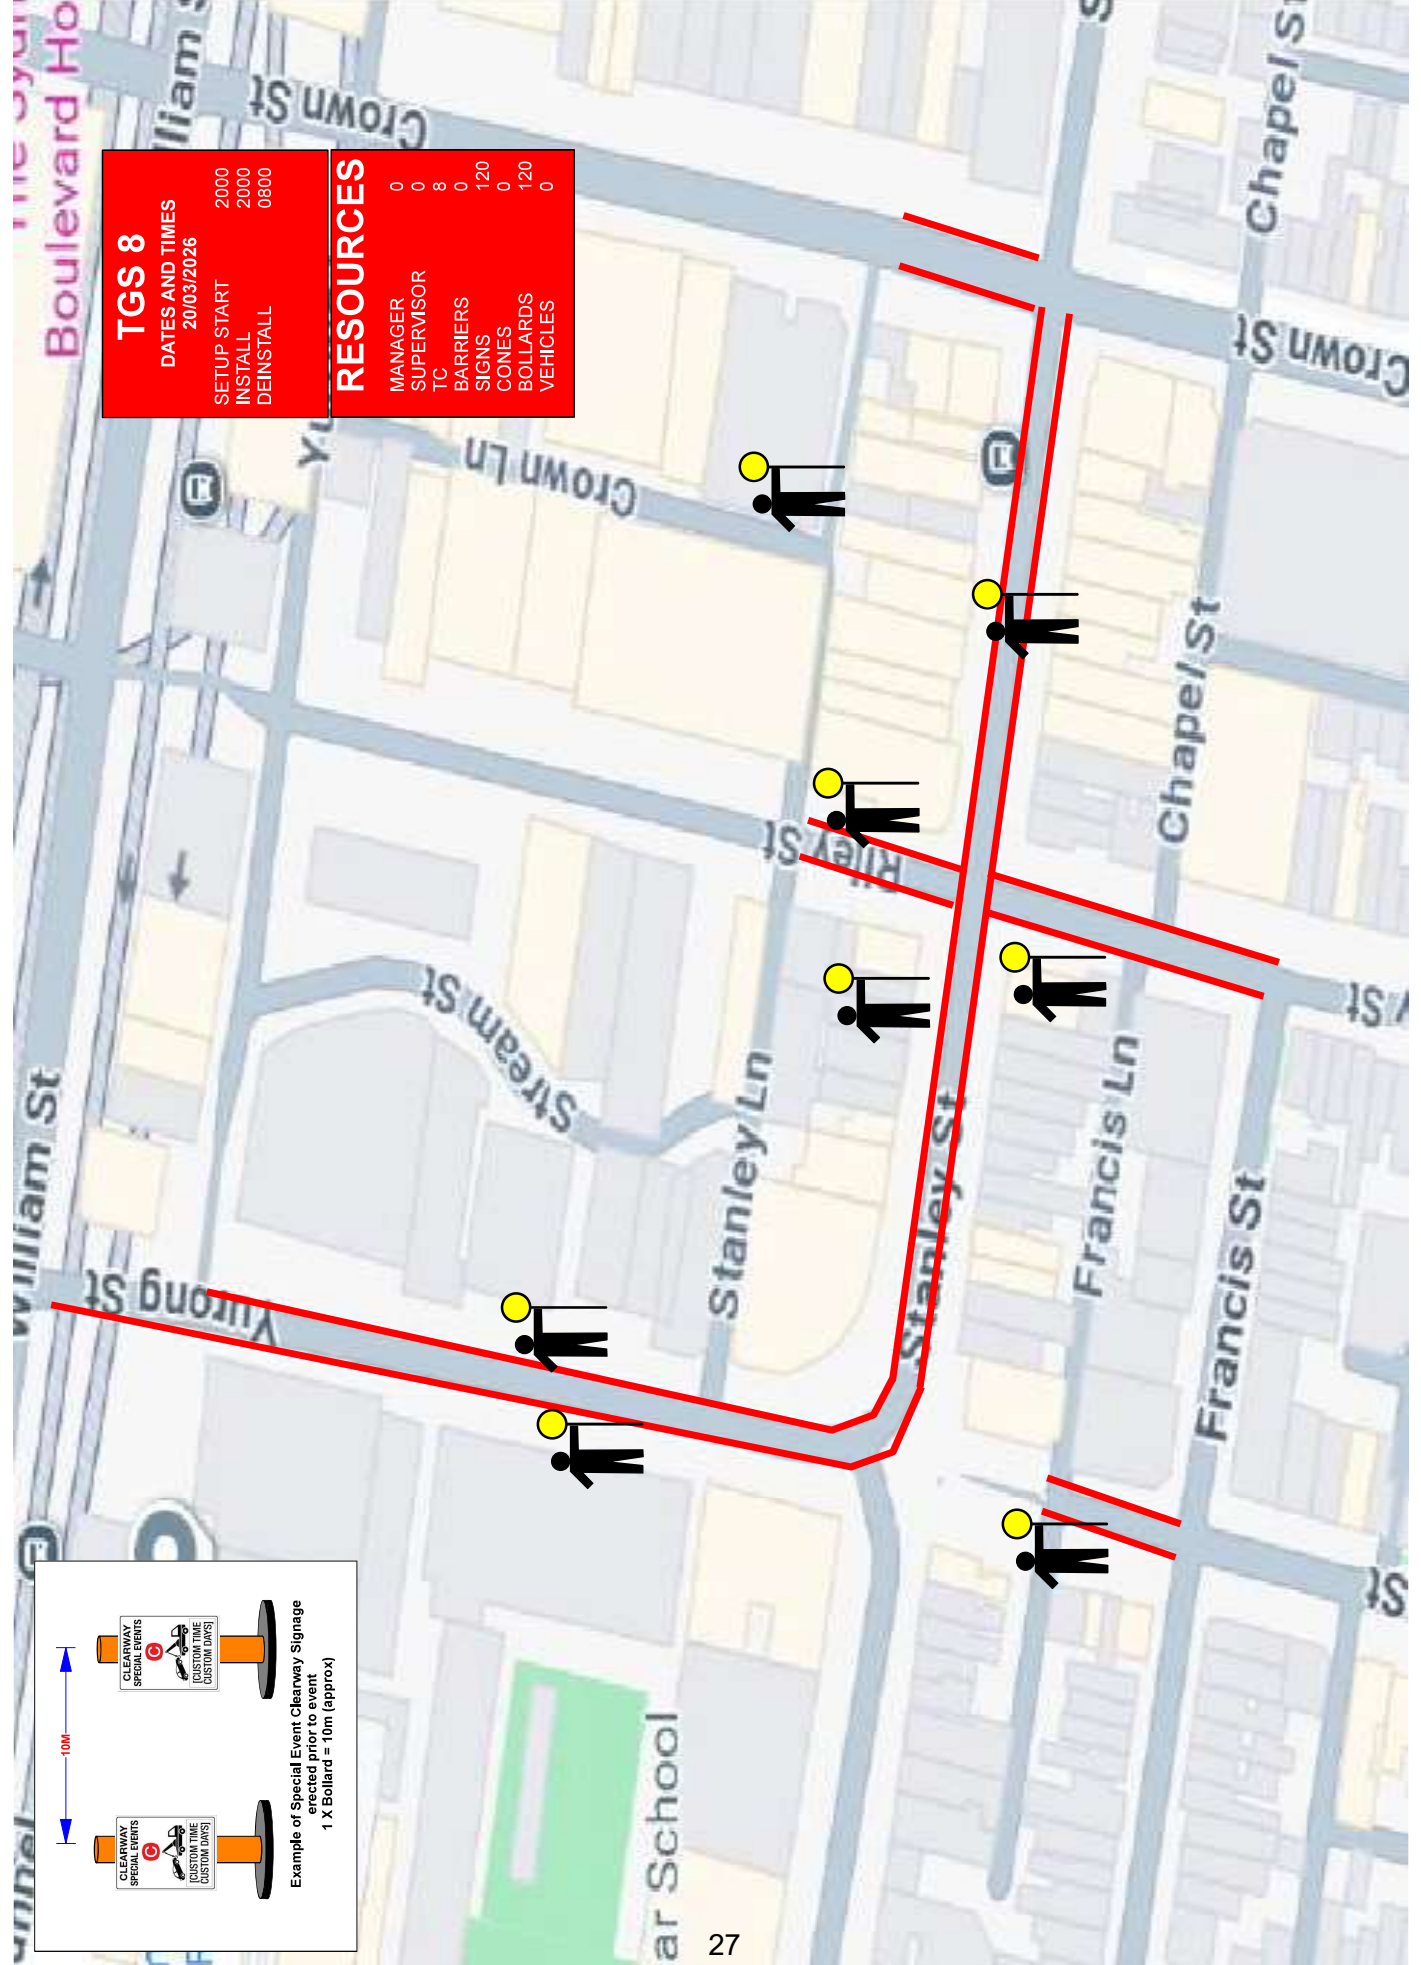 TGS 8
DATES AND TIMES
20/03/2026
SETUP START 2000
INSTALL 2000
DEINSTALL 0800
RESOURCES
MANAGER 0
SUPERVISOR 0
TC 8
BARRIERS 0
SIGNS 120
CONES 0
BOLLARDS 120
VEHICLES 0
Boulevard Ho
Crown St
Crown Ln
Crown St
Chapel St
Chapel St
Riley St
Stream St
Stanley Ln
Stanley St
Francis Ln
Francis St
William St
Yurong St
St
St
ar School
10M
CLEARWAY
SPECIAL EVENTS
C
[CUSTOM TIME
CUSTOM DAYS]
CLEARWAY
SPECIAL EVENTS
C
[CUSTOM TIME
CUSTOM DAYS]
Example of Special Event Clearway Signage
erected prior to event
1 X Bollard = 10m (approx)
27